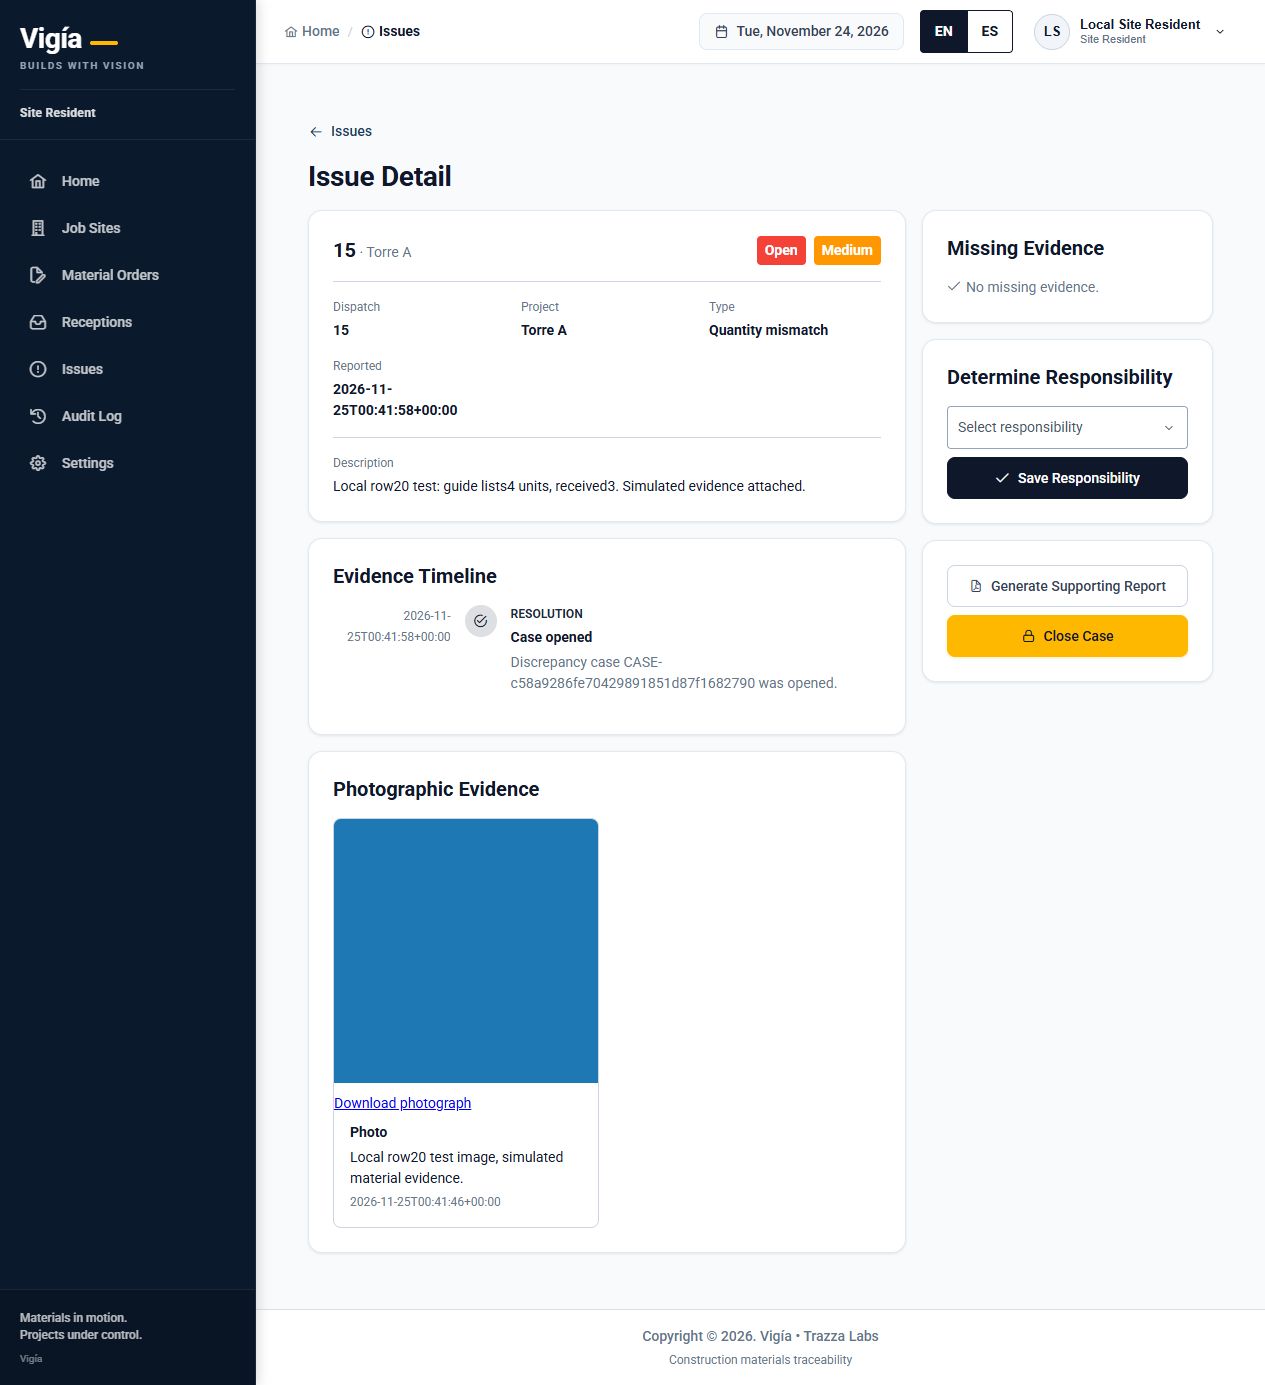 Vigía
BUILDS WITH VISION
Site Resident
Home
Job Sites
Material Orders
Receptions
Issues
Audit Log
Settings
Materials in motion.
Projects under control.
Vigía
Home / Issues
Tue, November 24, 2026
EN ES
LS
Local Site Resident
Site Resident
Issues
Issue Detail
15 · Torre A
Open Medium
Dispatch
15
Project
Torre A
Type
Quantity mismatch
Reported
2026-11-
25T00:41:58+00:00
Description
Local row20 test: guide lists4 units, received3. Simulated evidence attached.
Evidence Timeline
2026-11-
25T00:41:58+00:00
RESOLUTION
Case opened
Discrepancy case CASE-
c58a9286fe70429891851d87f1682790 was opened.
Photographic Evidence
Download photograph
Photo
Local row20 test image, simulated
material evidence.
2026-11-25T00:41:46+00:00
Missing Evidence
No missing evidence.
Determine Responsibility
Select responsibility
Save Responsibility
Generate Supporting Report
Close Case
Copyright © 2026. Vigía • Trazza Labs
Construction materials traceability